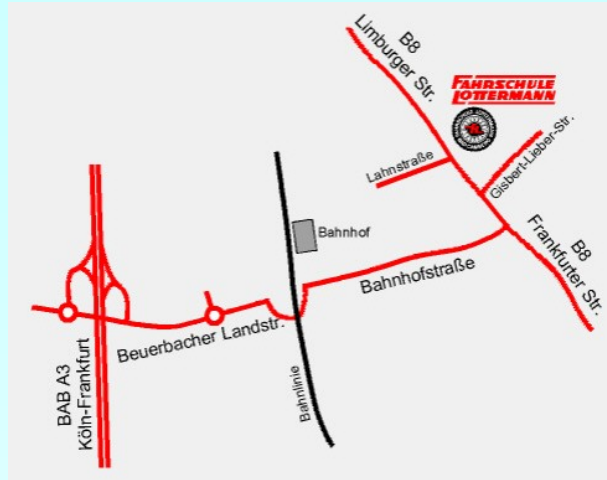 B8
Limburger Str.
FAHRSCHULE
LOTTERMANN
Lahnstraße
Gisbert-Lieber-Str.
Bahnhof
B8
Frankfurter Str.
Bahnhofstraße
Beuerbacher Landstr.
BAB A3
Köln-Frankfurt
Bahnlinie